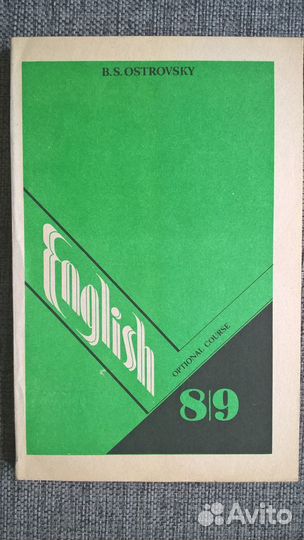 B.S.OSTROVSKY
English
OPTIONAL COURSE
8|9
Avito